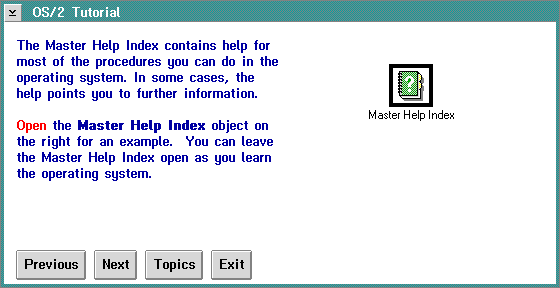 OS/2 Tutorial
The Master Help Index contains help for
most of the procedures you can do in the
operating system. In some cases, the
help points you to further information.
Open the Master Help Index object on
the right for an example. You can leave
the Master Help Index open as you learn
the operating system.
?
Master Help Index
Previous Next Topics Exit